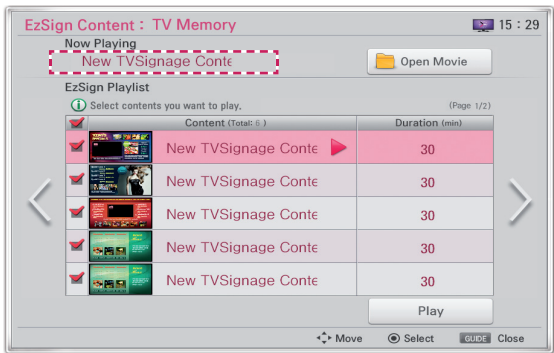 EzSign Content : TV Memory
15 : 29
Now Playing
New TVSignage Conte
Open Movie
EzSign Playlist
Select contents you want to play.
(Page 1/2)
Content (Total: 6 )
Duration (min)
New TVSignage Conte
30
New TVSignage Conte
30
New TVSignage Conte
30
New TVSignage Conte
30
New TVSignage Conte
30
Play
Move
Select
GUIDE Close